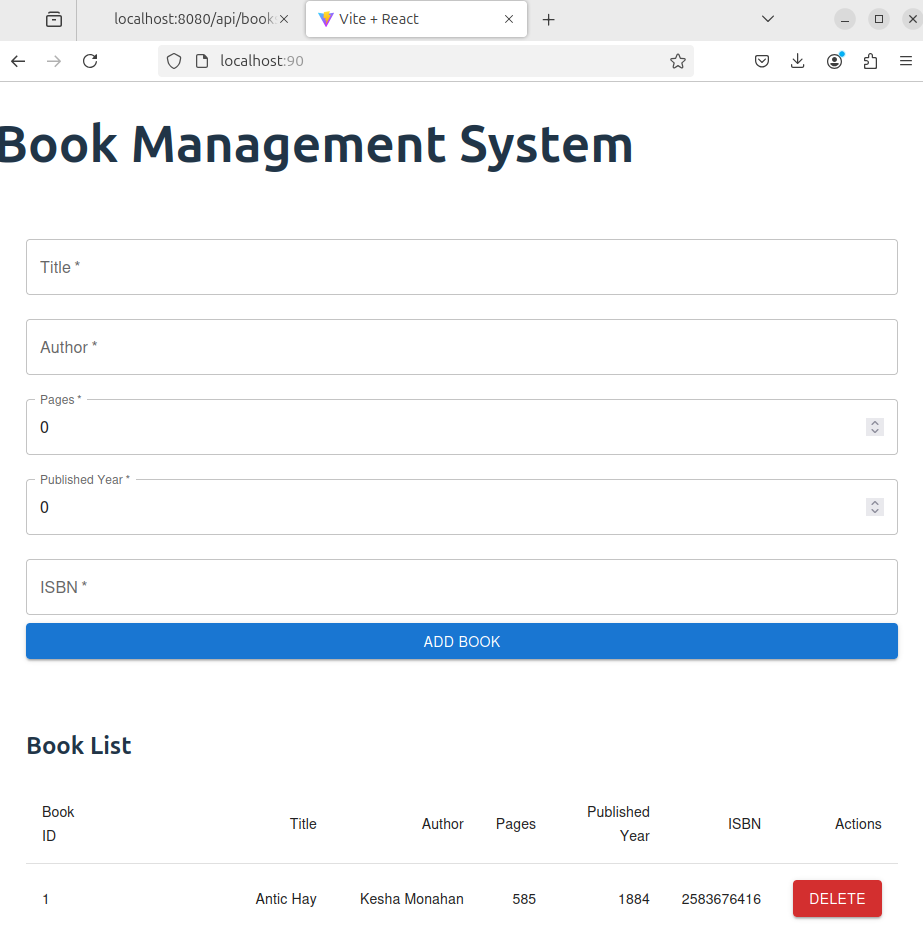 localhost:8080/api/book
Vite + React
localhost:90
Book Management System
Title *
Author *
Pages *
0
Published Year *
0
ISBN *
ADD BOOK
Book List
Book ID Title Author Pages Published Year ISBN Actions
1 Antic Hay Kesha Monahan 585 1884 2583676416 DELETE